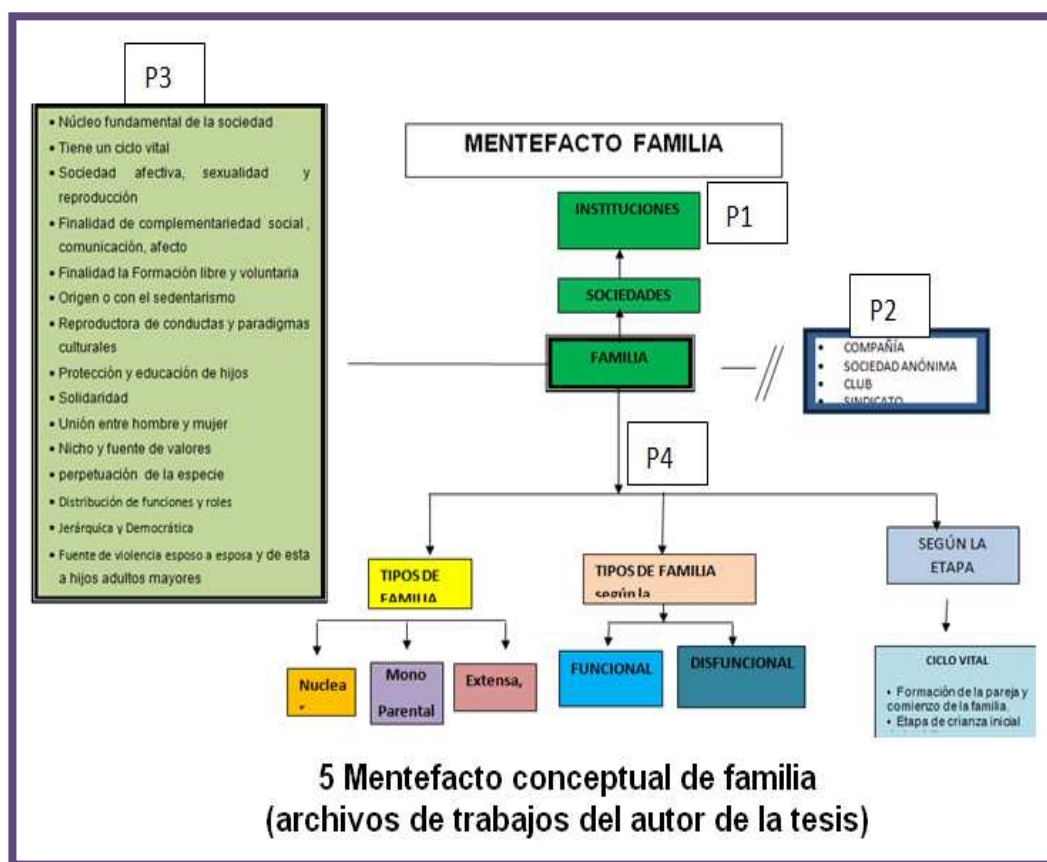 P3
• Núcleo fundamental de la sociedad
• Tiene un ciclo vital
• Sociedad afectiva, sexualidad y
reproducción
• Finalidad de complementariedad social ,
comunicación, afecto
• Finalidad la Formación libre y voluntaria
• Origen o con el sedentarismo
• Reproductora de conductas y paradigmas
culturales
• Protección y educación de hijos
• Solidaridad
• Unión entre hombre y mujer
• Nicho y fuente de valores
• perpetuación de la especie
• Distribución de funciones y roles
• Jerárquica y Democrática
• Fuente de violencia esposo a esposa y de esta
a hijos adultos mayores
MENTEFACTO FAMILIA
INSTITUCIONES
P1
SOCIEDADES
FAMILIA
P2
• COMPAÑÍA
• SOCIEDAD ANÓNIMA
• CLUB
• SINDICATO
P4
TIPOS DE
FAMILIA
TIPOS DE FAMILIA
según la
SEGÚN LA
ETAPA
Nuclea
Mono
Parental
Extensa,
FUNCIONAL
DISFUNCIONAL
CICLO VITAL
• Formación de la pareja y
comienzo de la familia.
• Etapa de crianza inicial
5 Mentefacto conceptual de familia
(archivos de trabajos del autor de la tesis)